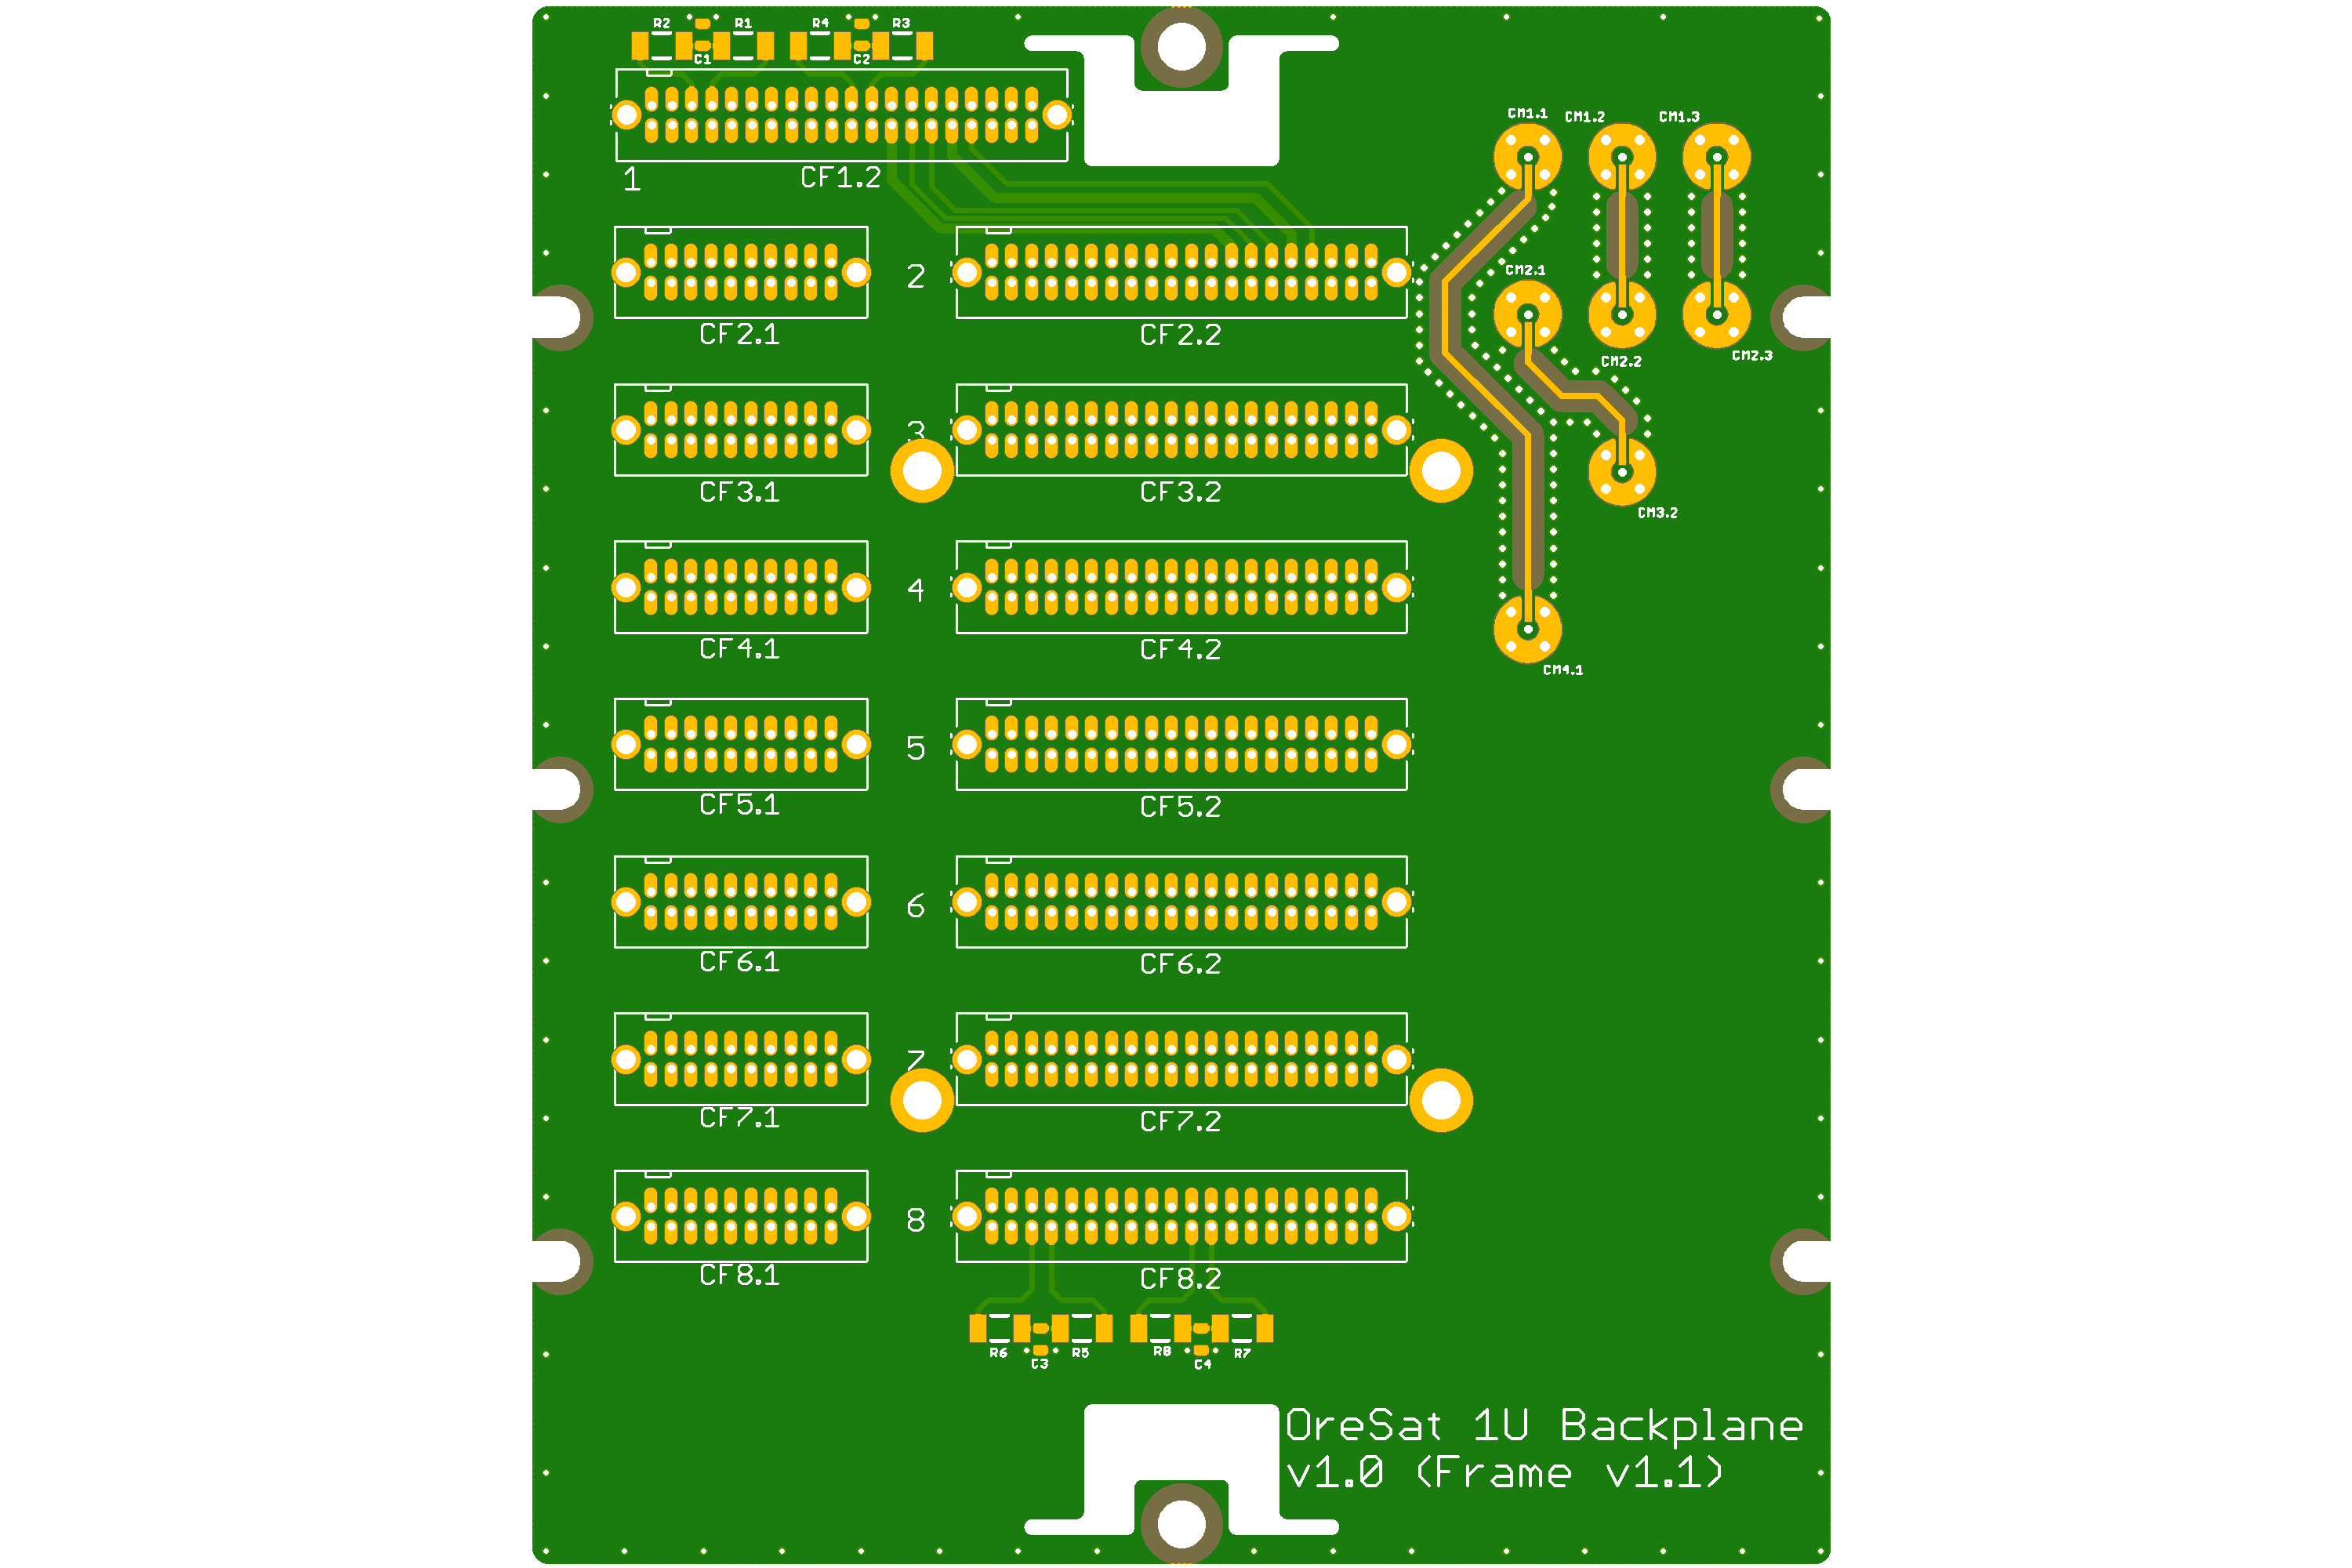 R2 R1 R4 R3
C1 C2
CM1.1 CM1.2 CM1.3
1 CF1.2
2
CM2.1
CF2.1 CF2.2
CM2.2 CM2.3
3
CF3.1 CF3.2
CM3.2
4
CF4.1 CF4.2
CM4.1
5
CF5.1 CF5.2
6
CF6.1 CF6.2
7
CF7.1 CF7.2
8
CF8.1 CF8.2
R6 R5 R8 R7
C3 C4
OreSat 1U Backplane
v1.0 (Frame v1.1)